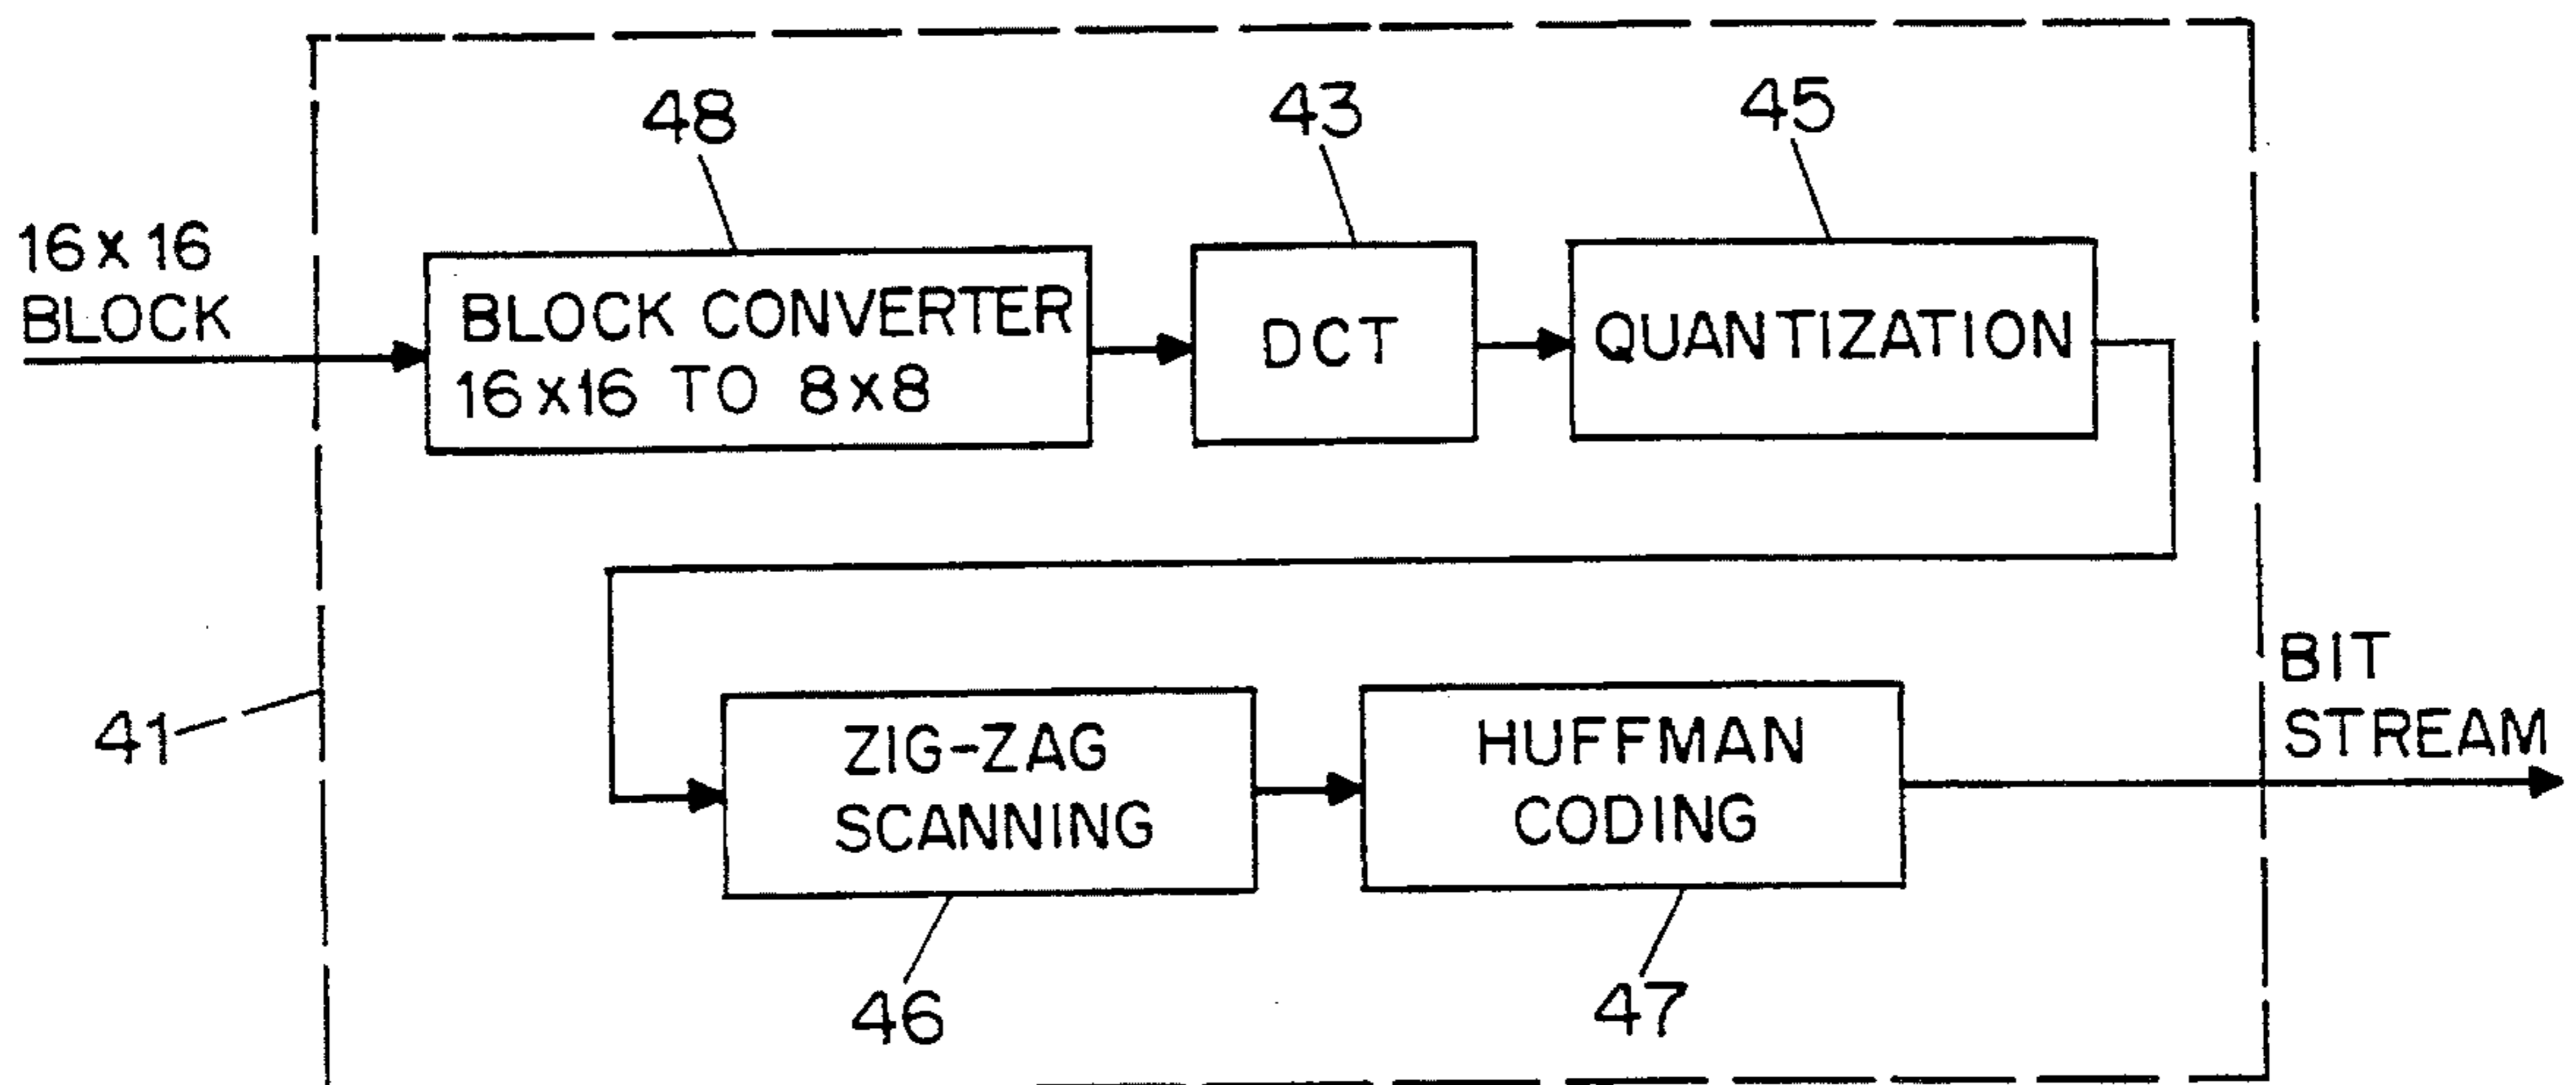 48
43
45
16x16
BLOCK
BLOCK CONVERTER
16x16 TO 8x8
DCT
QUANTIZATION
41
ZIG-ZAG
SCANNING
HUFFMAN
CODING
BIT
STREAM
46
47